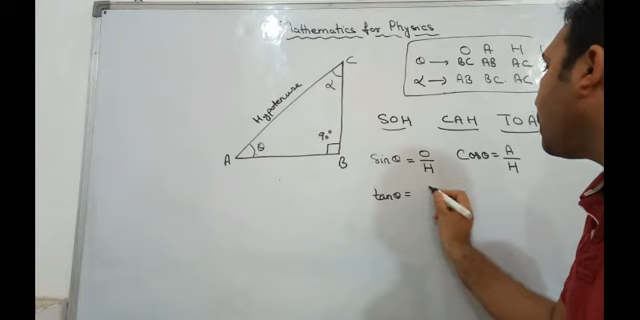 Mathematics for Physics
O A H
θ → BC AB AC
α → AB BC AC
C
α
Hypotenuse
90°
θ
A
B
SOH CAH TOA
sinθ = O/H cosθ = A/H
tanθ =